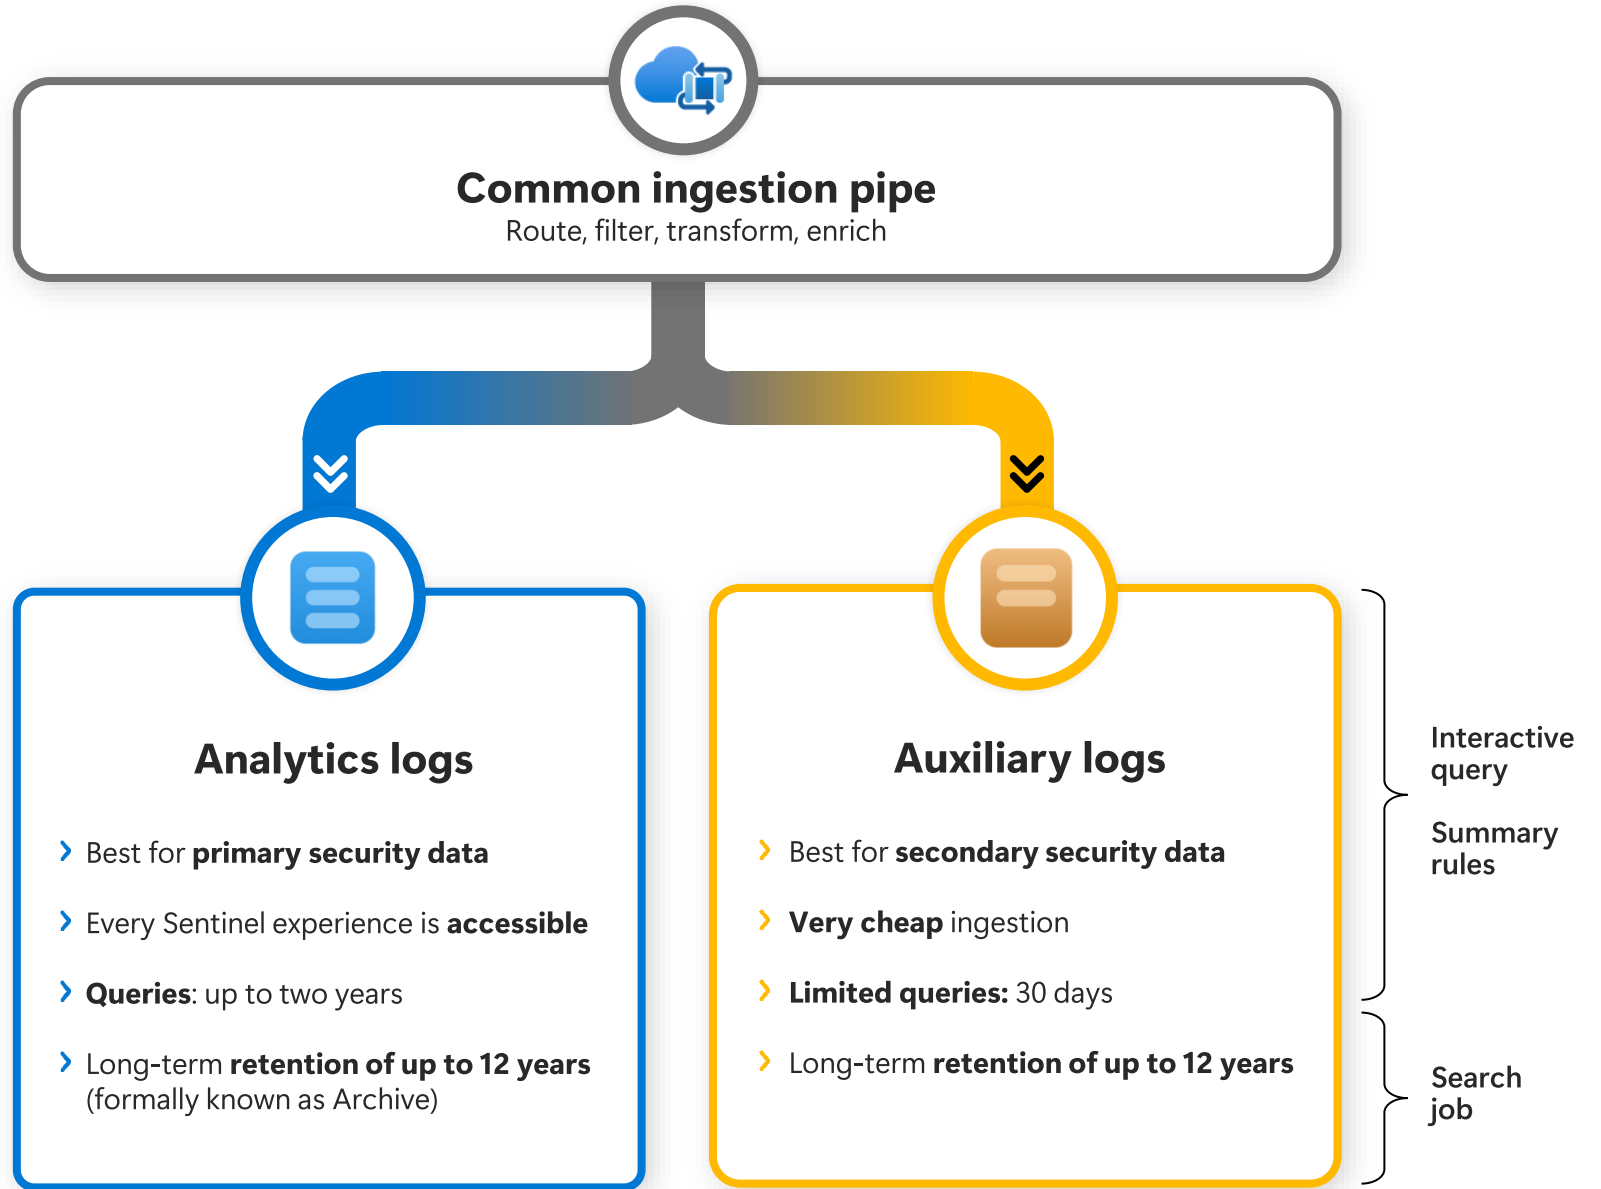 Common ingestion pipe
Route, filter, transform, enrich
Analytics logs
Best for primary security data
Every Sentinel experience is accessible
Queries: up to two years
Long-term retention of up to 12 years
(formally known as Archive)
Auxiliary logs
Best for secondary security data
Very cheap ingestion
Limited queries: 30 days
Long-term retention of up to 12 years
Interactive
query
Summary
rules
Search
job